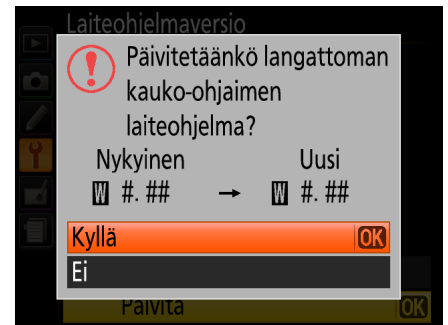 Laiteohjelmaversio
Päivitetäänkö langattoman
kauko-ohjaimen
laiteohjelma?
Nykyinen Uusi
W #. ## → W #. ##
Kyllä OK
Ei
Päivitä OK